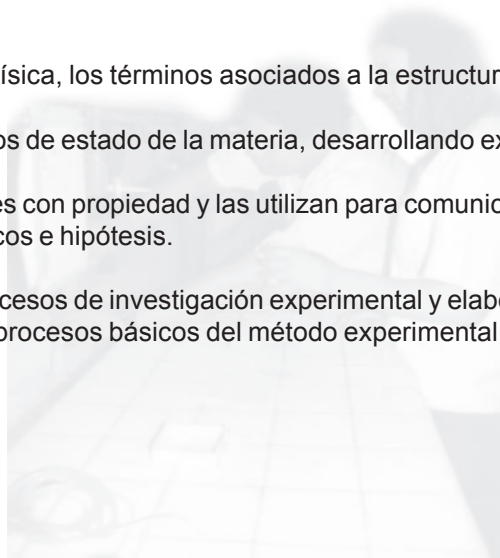 ísica, los términos asociados a la estructur
os de estado de la materia, desarrollando ex
es con propiedad y las utilizan para comunic
cos e hipótesis.
cesos de investigación experimental y elab
procesos básicos del método experimental